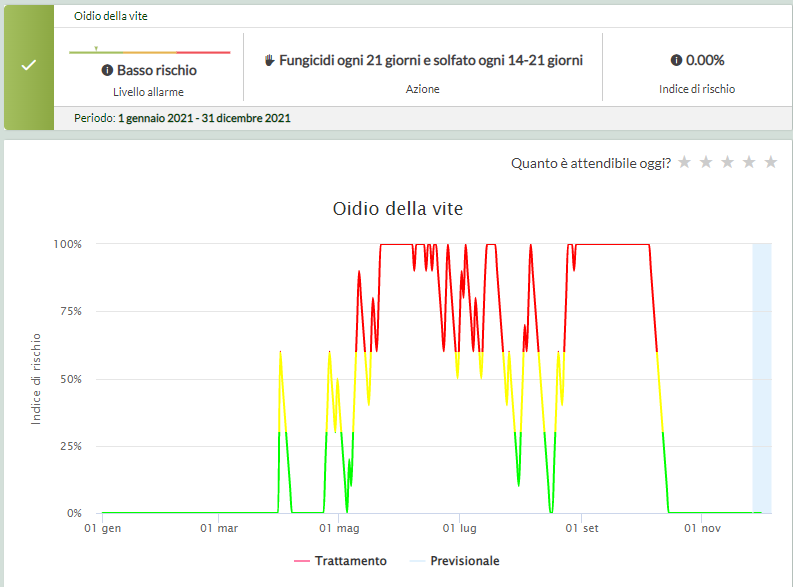 Oidio della vite
Basso rischio
Livello allarme
Fungicidi ogni 21 giorni e solfato ogni 14-21 giorni
Azione
0.00%
Indice di rischio
Periodo: 1 gennaio 2021 - 31 dicembre 2021
Quanto è attendibile oggi?
Oidio della vite
100%
75%
50%
25%
0%
Indice di rischio
01 gen 01 mar 01 mag 01 lug 01 set 01 nov
Trattamento Previsionale